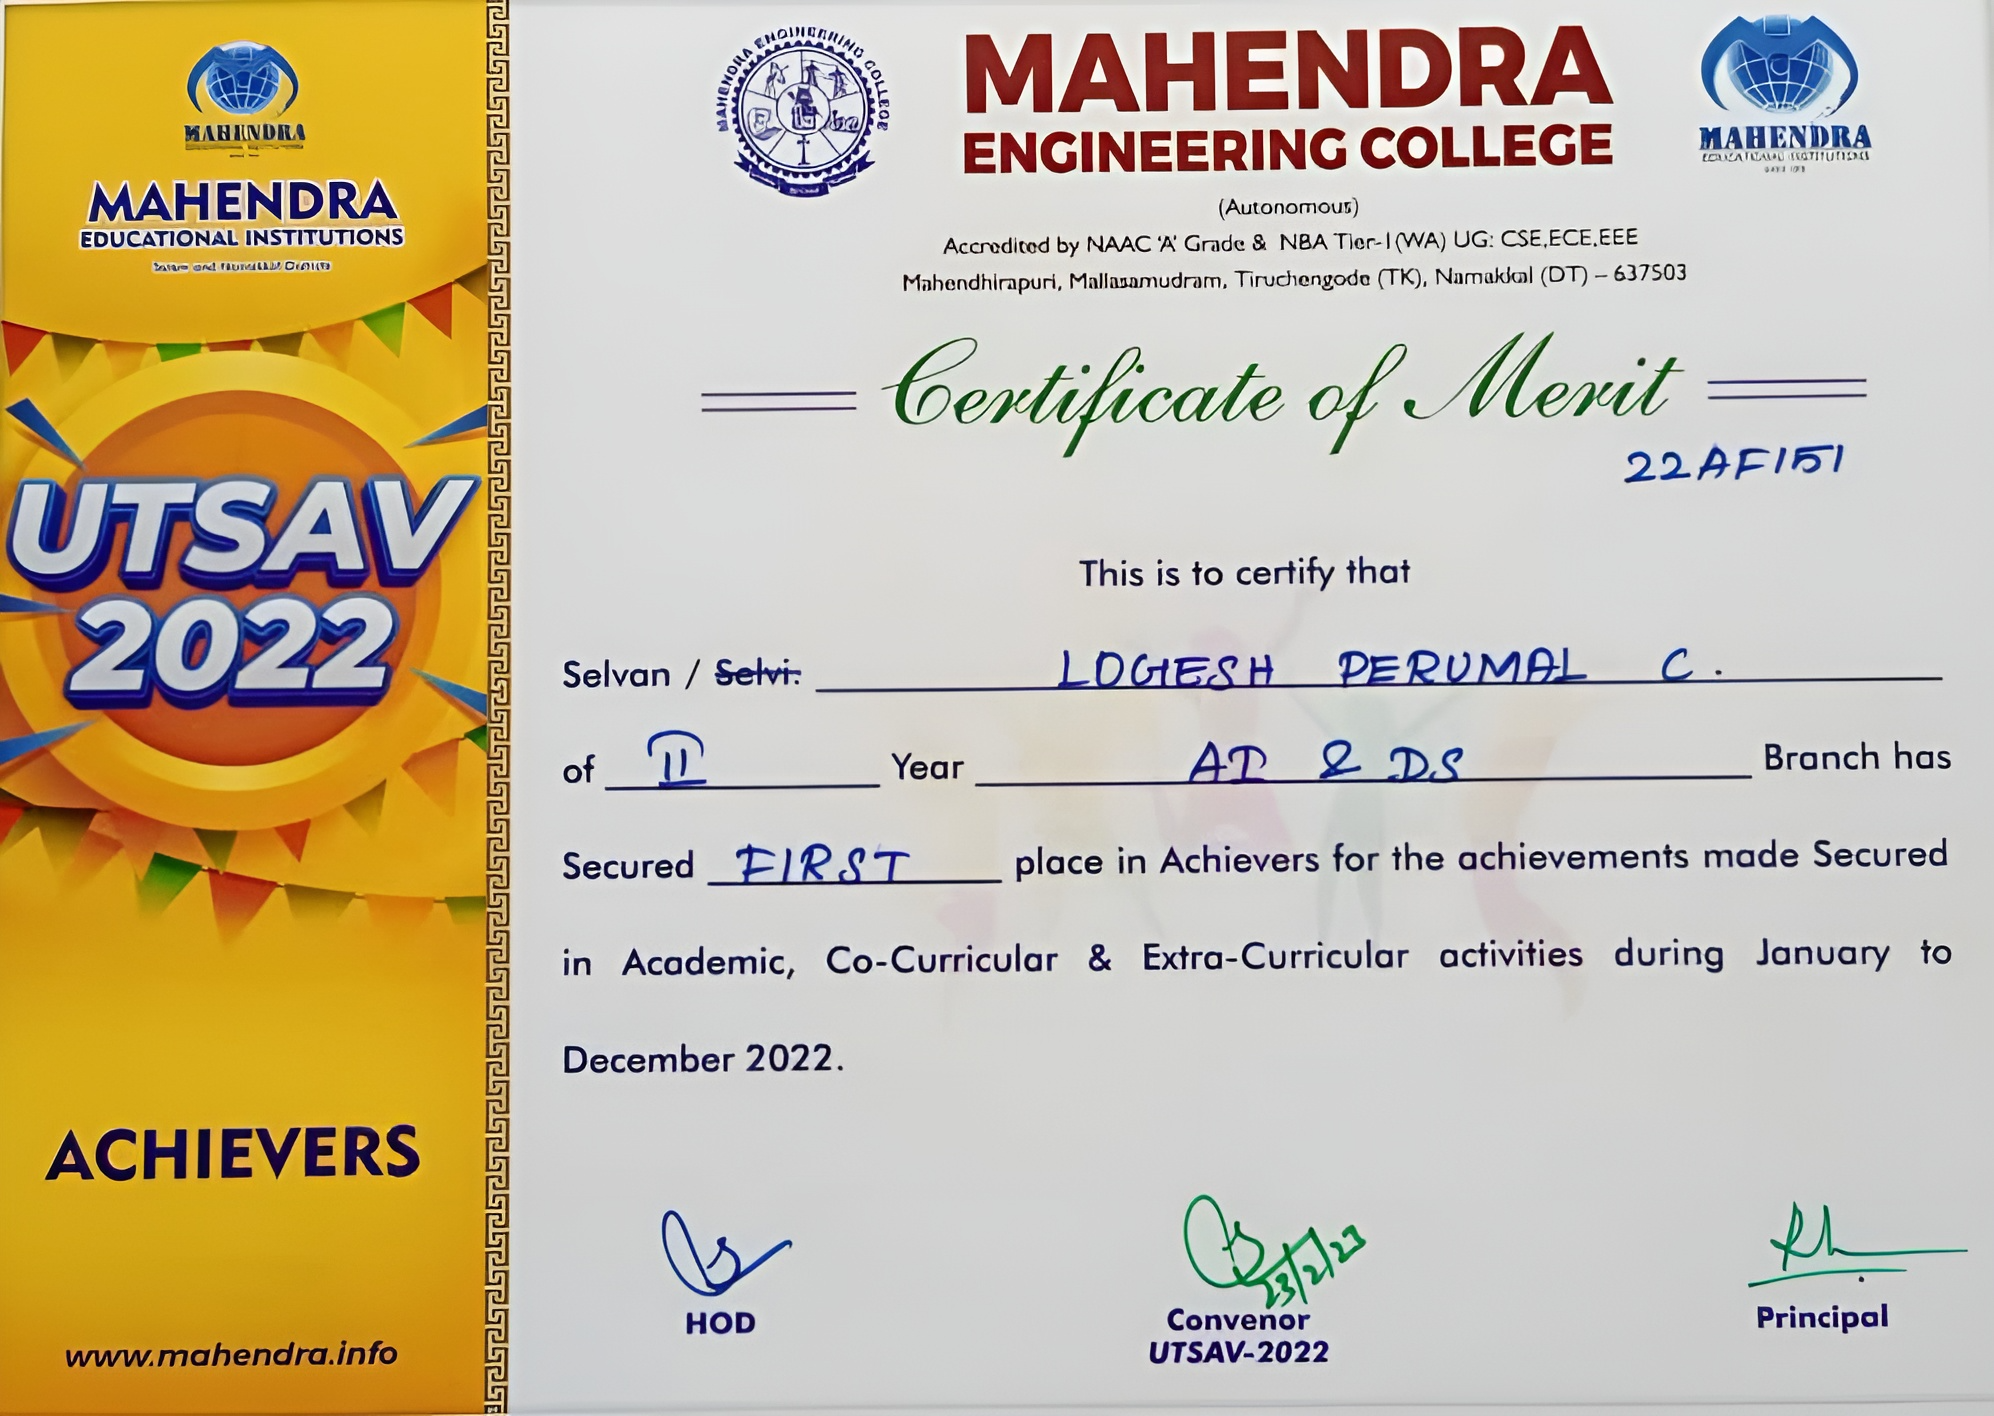 MAHENDRA
MAHENDRA
EDUCATIONAL INSTITUTIONS
UTSAV
2022
ACHIEVERS
www.mahendra.info
MAHENDRA ENGINEERING COLLEGE
MAHENDRA
ENGINEERING COLLEGE
MAHENDRA
EDUCATIONAL INSTITUTIONS
(Autonomous)
Accredited by NAAC 'A' Grade & NBA Tier-I (WA) UG: CSE,ECE,EEE
Mahendhirapuri, Mallasamudram, Tiruchengode (TK), Namakkal (DT) – 637503
Certificate of Merit
22AF151
This is to certify that
Selvan / Selvi. LOGESH PERUMAL C.
of II Year AI & DS Branch has
Secured FIRST place in Achievers for the achievements made Secured
in Academic, Co-Curricular & Extra-Curricular activities during January to
December 2022.
23/2/23
HOD
Convenor
UTSAV-2022
Principal